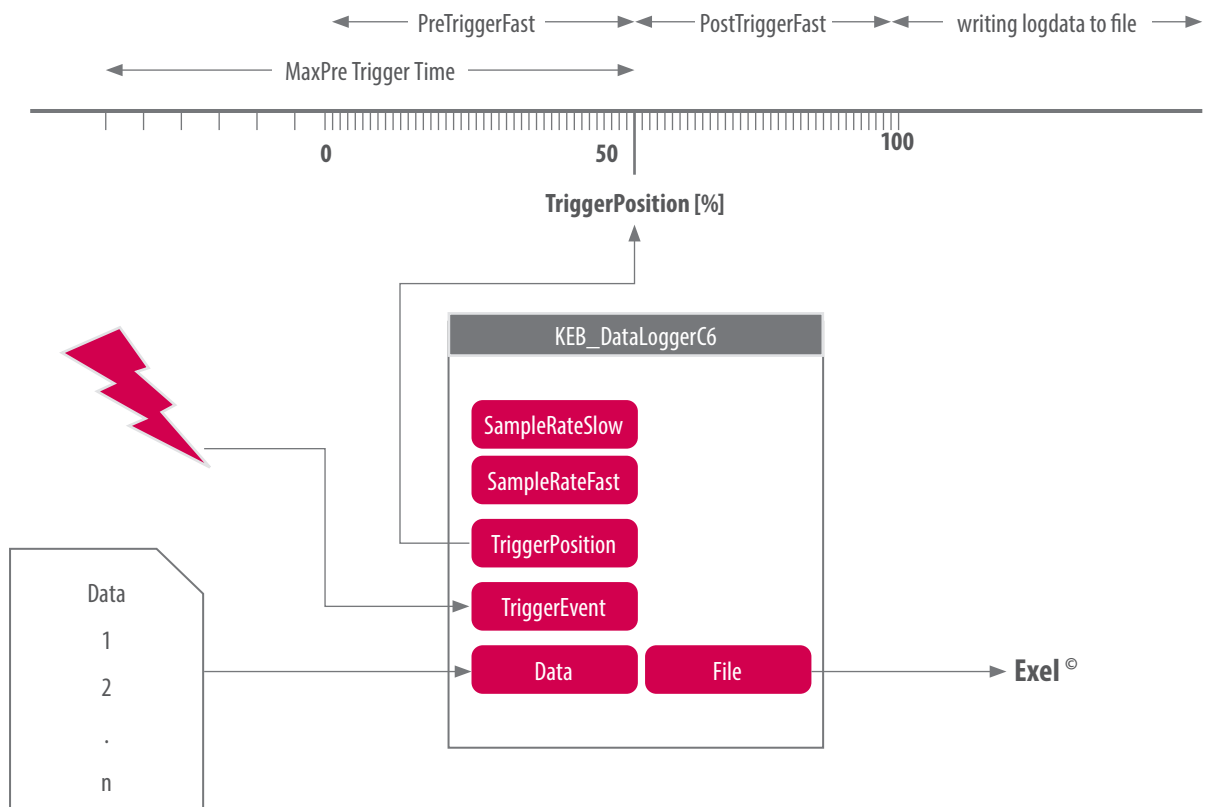 PreTriggerFast
PostTriggerFast
writing logdata to file
MaxPre Trigger Time
0
50
100
TriggerPosition [%]
KEB_DataLoggerC6
SampleRateSlow
SampleRateFast
TriggerPosition
TriggerEvent
Data
File
Exel ©
Data
1
2
.
n